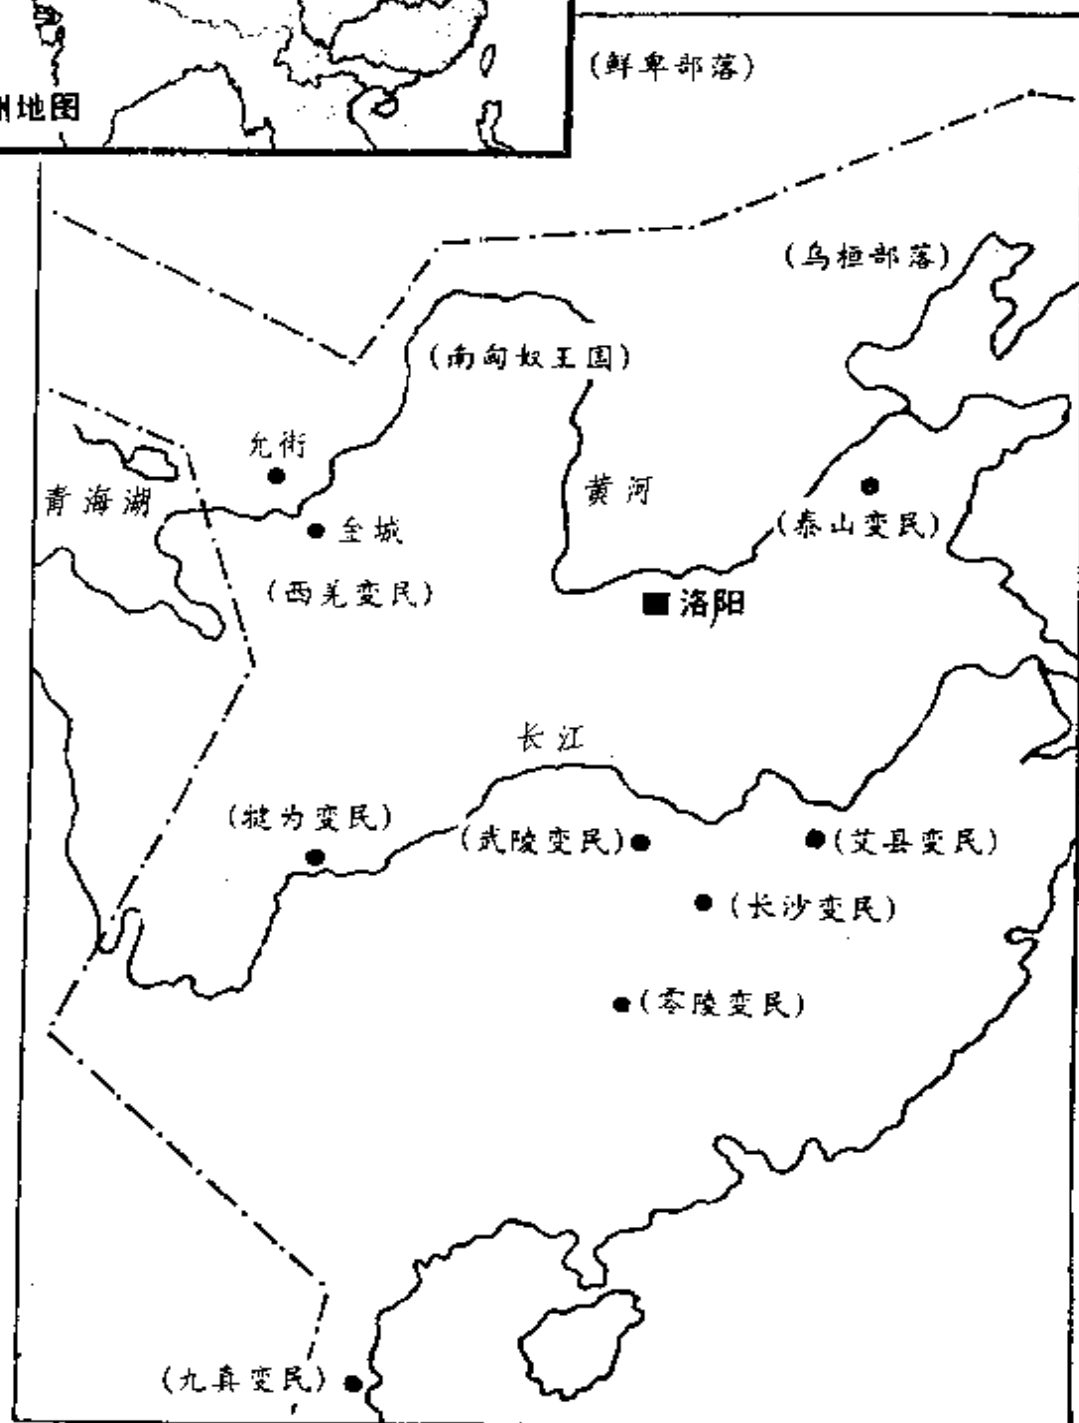 (鲜卑部落)
州地图
(乌桓部落)
(南匈奴王国)
允街
青海湖
黄河
金城
(泰山变民)
(西羌变民)
洛阳
长江
(犍为变民)
(武陵变民)
(艾县变民)
(长沙变民)
(零陵变民)
(九真变民)